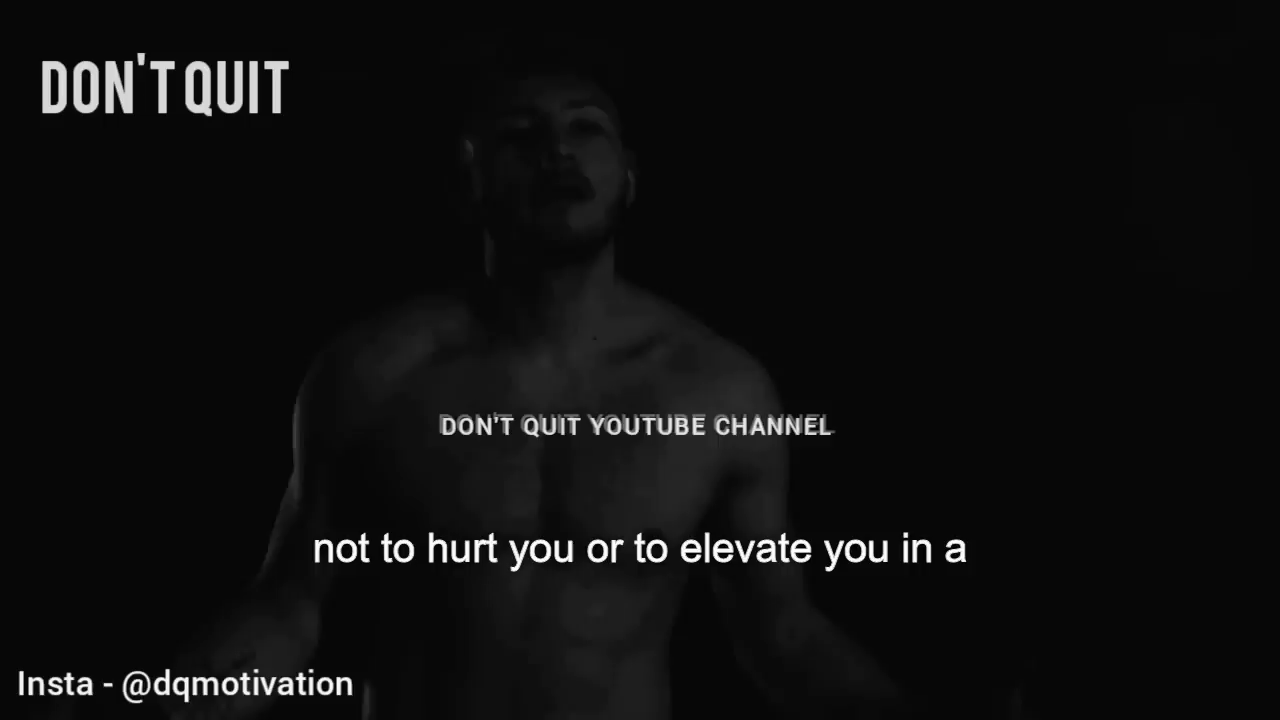 DON'T QUIT
DON'T QUIT YOUTUBE CHANNEL
not to hurt you or to elevate you in a
Insta - @dqmotivation